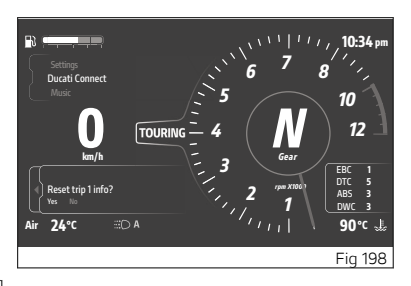 10:34 pm
Settings
Ducati Connect
Music
0
km/h
TOURING
1
2
3
4
5
6
7
8
10
12
N
Gear
rpm X1000
Reset trip 1 info?
Yes No
EBC 1
DTC 5
ABS 3
DWC 3
Air 24°C
A
90°C
Fig 198